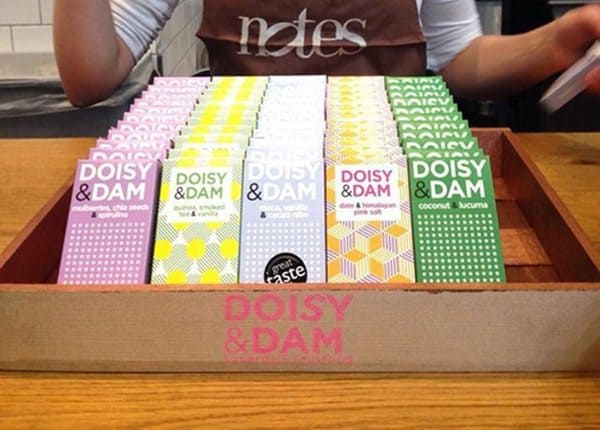 notes
DOISY
&DAM
mulberries, chia seeds
& spirulina
DOISY
&DAM
quinoa, smoked
tea & vanilla
DOISY
&DAM
maca, vanilla
& cacao nibs
great
taste
DOISY
&DAM
date & himalayan
pink salt
DOISY
&DAM
coconut & lucuma
DOISY
&DAM